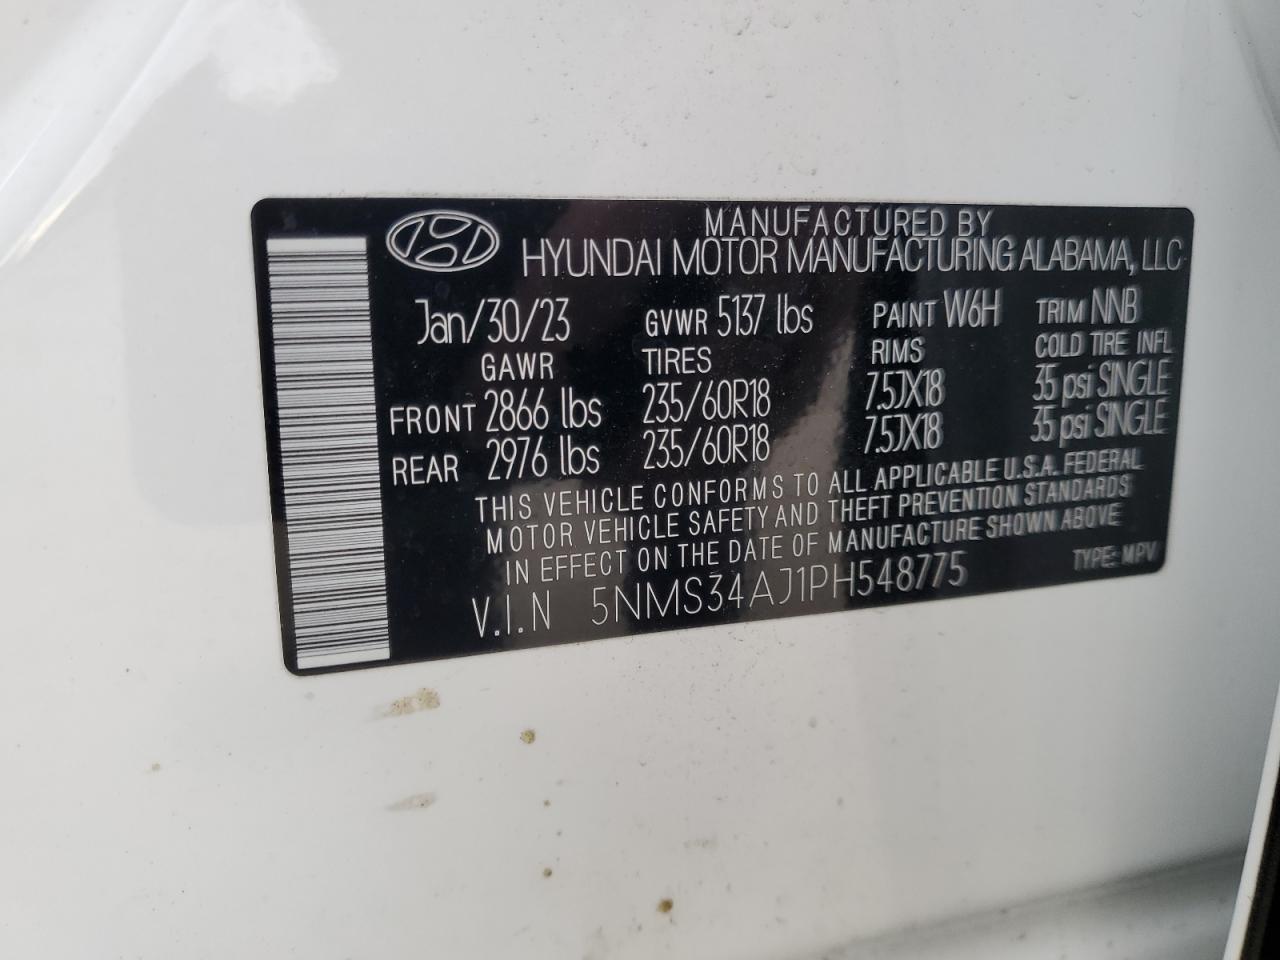 MANUFACTURED BY
HYUNDAI MOTOR MANUFACTURING ALABAMA, LLC
Jan/30/23 GVWR 5137 lbs PAINT W6H TRIM NNB
GAWR TIRES RIMS COLD TIRE INFL
FRONT 2866 lbs 235/60R18 7.5JX18 35 psi SINGLE
REAR 2976 lbs 235/60R18 7.5JX18 35 psi SINGLE
THIS VEHICLE CONFORMS TO ALL APPLICABLE U.S.A. FEDERAL
MOTOR VEHICLE SAFETY AND THEFT PREVENTION STANDARDS
IN EFFECT ON THE DATE OF MANUFACTURE SHOWN ABOVE
V.I.N 5NMS34AJ1PH548775 TYPE: MPV